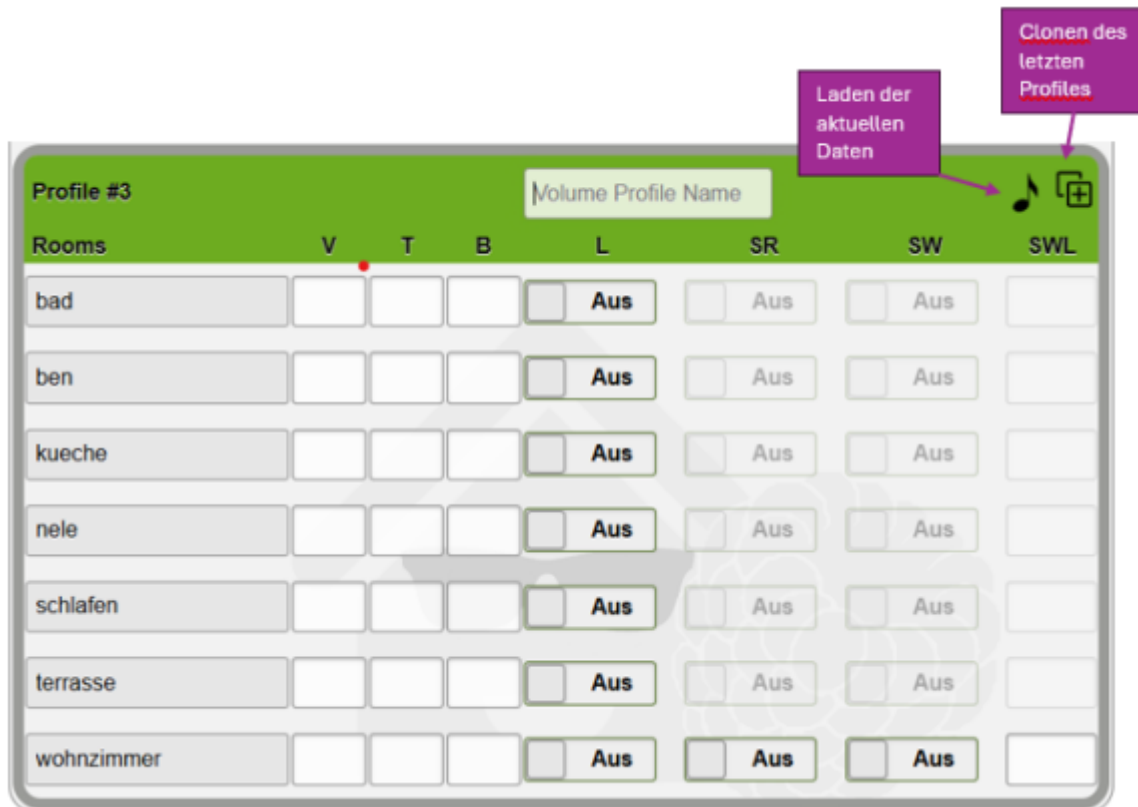 Clonen des
letzten
Profiles
Laden der
aktuellen
Daten
Profile #3 Volume Profile Name
Rooms V T B L SR SW SWL
bad Aus Aus Aus
ben Aus Aus Aus
kueche Aus Aus Aus
nele Aus Aus Aus
schlafen Aus Aus Aus
terrasse Aus Aus Aus
wohnzimmer Aus Aus Aus